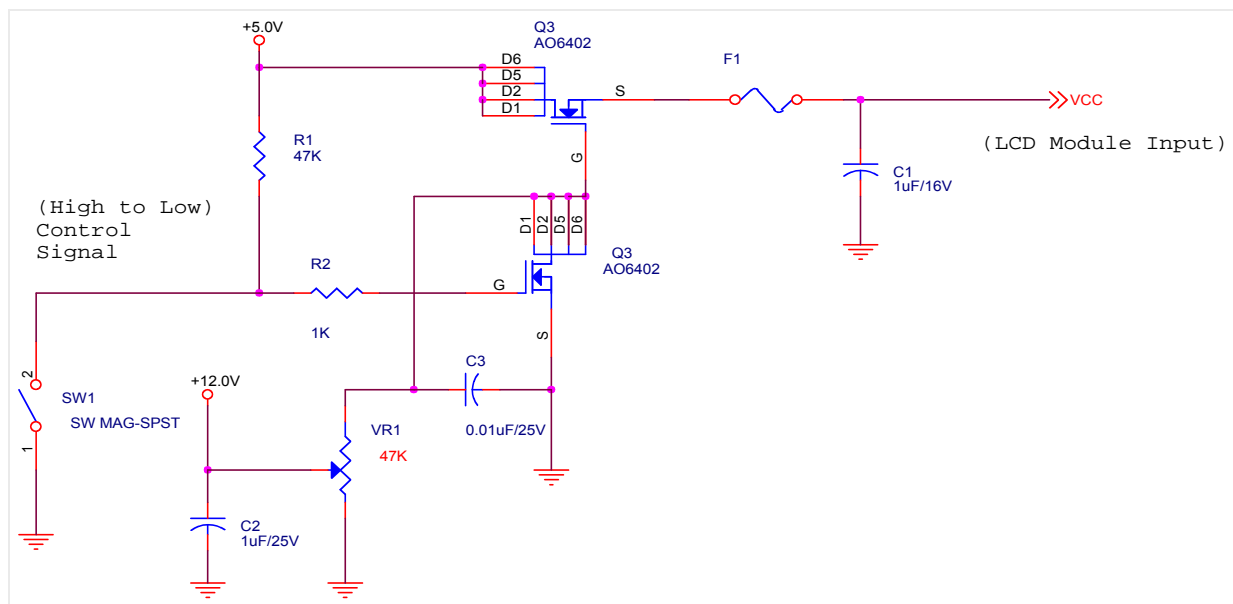 +5.0V
Q3
AO6402
F1
D6
D5
D2
D1
S
VCC
(LCD Module Input)
R1
47K
G
C1
1uF/16V
(High to Low)
Control
Signal
D1
D2
D5
D6
Q3
AO6402
R2
1K
G
S
2
SW1
SW MAG-SPST
1
+12.0V
C3
0.01uF/25V
VR1
47K
C2
1uF/25V